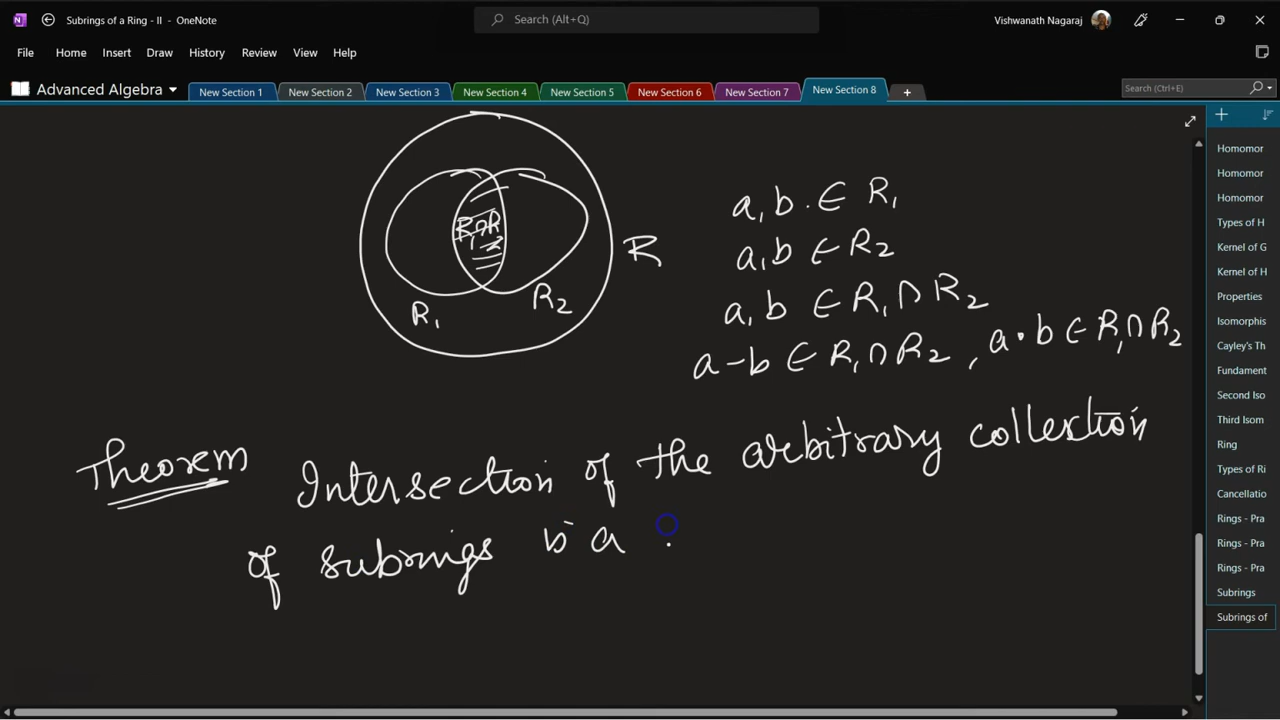 Subrings of a Ring - II - OneNote
Search (Alt+Q)
Vishwanath Nagaraj
File Home Insert Draw History Review View Help
Advanced Algebra
New Section 1 New Section 2 New Section 3 New Section 4 New Section 5 New Section 6 New Section 7 New Section 8 +
Search (Ctrl+E)
a, b ∈ R₁
a, b ∈ R₂
a, b ∈ R₁ ∩ R₂
a - b ∈ R₁ ∩ R₂, a · b ∈ R₁ ∩ R₂
R
R₁
R₂
Theorem Intersection of the arbitrary collection
of subrings is a
Homomor
Homomor
Homomor
Types of H
Kernel of G
Kernel of H
Properties
Isomorphis
Cayley's Th
Fundament
Second Iso
Third Isom
Ring
Types of Ri
Cancellatio
Rings - Pra
Rings - Pra
Rings - Pra
Subrings
Subrings of